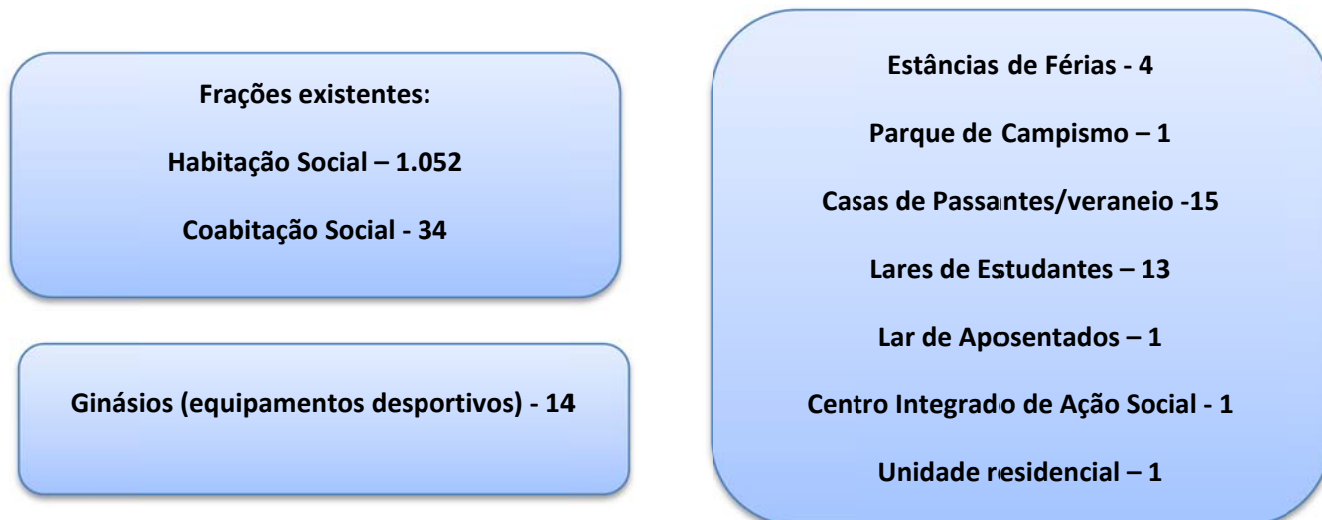 Frações existentes:
Habitação Social – 1.052
Coabitação Social - 34
Ginásios (equipamentos desportivos) - 14
Estâncias de Férias - 4
Parque de Campismo – 1
Casas de Passantes/veraneio -15
Lares de Estudantes – 13
Lar de Aposentados – 1
Centro Integrado de Ação Social - 1
Unidade residencial – 1